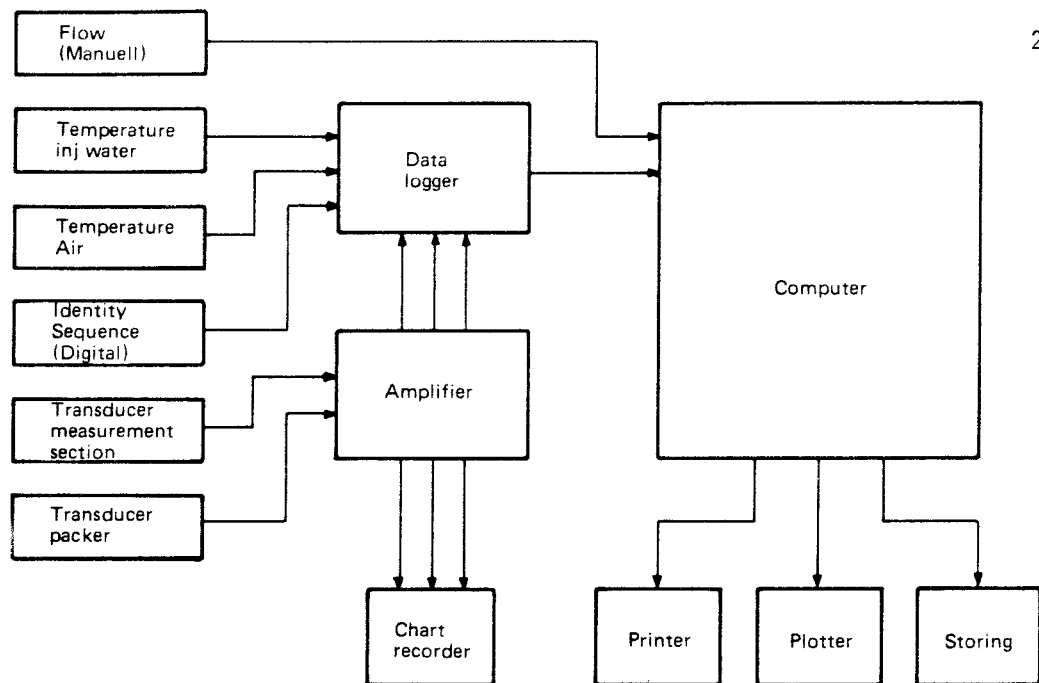 Flow
(Manuell)
2
Temperature
inj water
Temperature
Air
Identity
Sequence
(Digital)
Transducer
measurement
section
Transducer
packer
Data
logger
Amplifier
Chart
recorder
Computer
Printer
Plotter
Storing